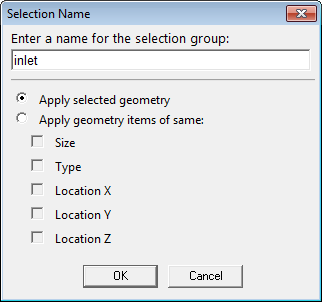 Selection Name
Enter a name for the selection group:
inlet
Apply selected geometry
Apply geometry items of same:
Size
Type
Location X
Location Y
Location Z
OK Cancel